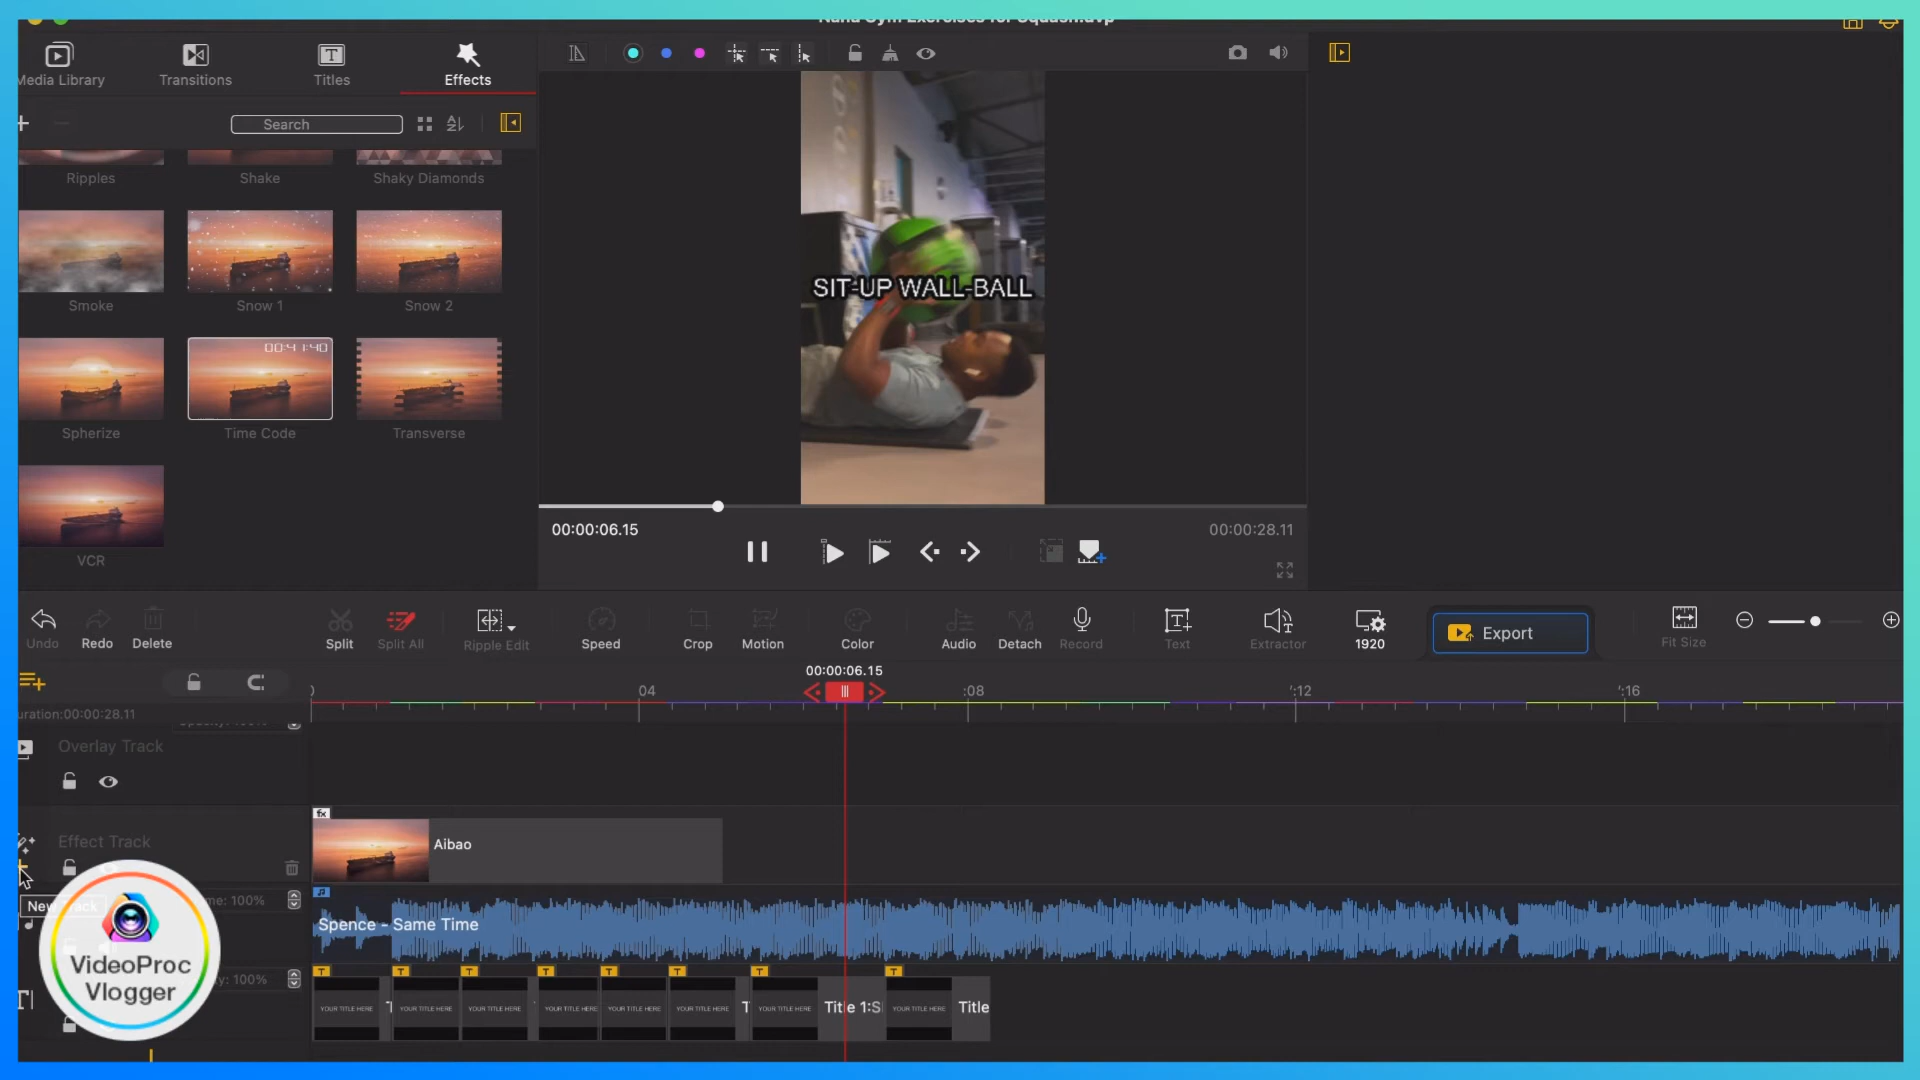 Media Library
Transitions
Titles
Effects
Search
Ripples
Shake
Shaky Diamonds
Smoke
Snow 1
Snow 2
00:41:40
Spherize
Time Code
Transverse
VCR
SIT-UP WALL-BALL
00:00:06.15
00:00:28.11
Undo
Redo
Delete
Split
Split All
Ripple Edit
Speed
Crop
Motion
Color
Audio
Detach
Record
Text
Extractor
1920
Export
Fit Size
00:00:06.15
04
:08
:12
:16
uration:00:00:28.11
Overlay Track
Effect Track
fx
Aibao
New Track
me: 100%
Spence - Same Time
y: 100%
T T T T T T T T
YOUR TITLE HERE
YOUR TITLE HERE
YOUR TITLE HERE
YOUR TITLE HERE
YOUR TITLE HERE
YOUR TITLE HERE
YOUR TITLE HERE
Title 1:S
YOUR TITLE HERE
Title
VideoProc
Vlogger